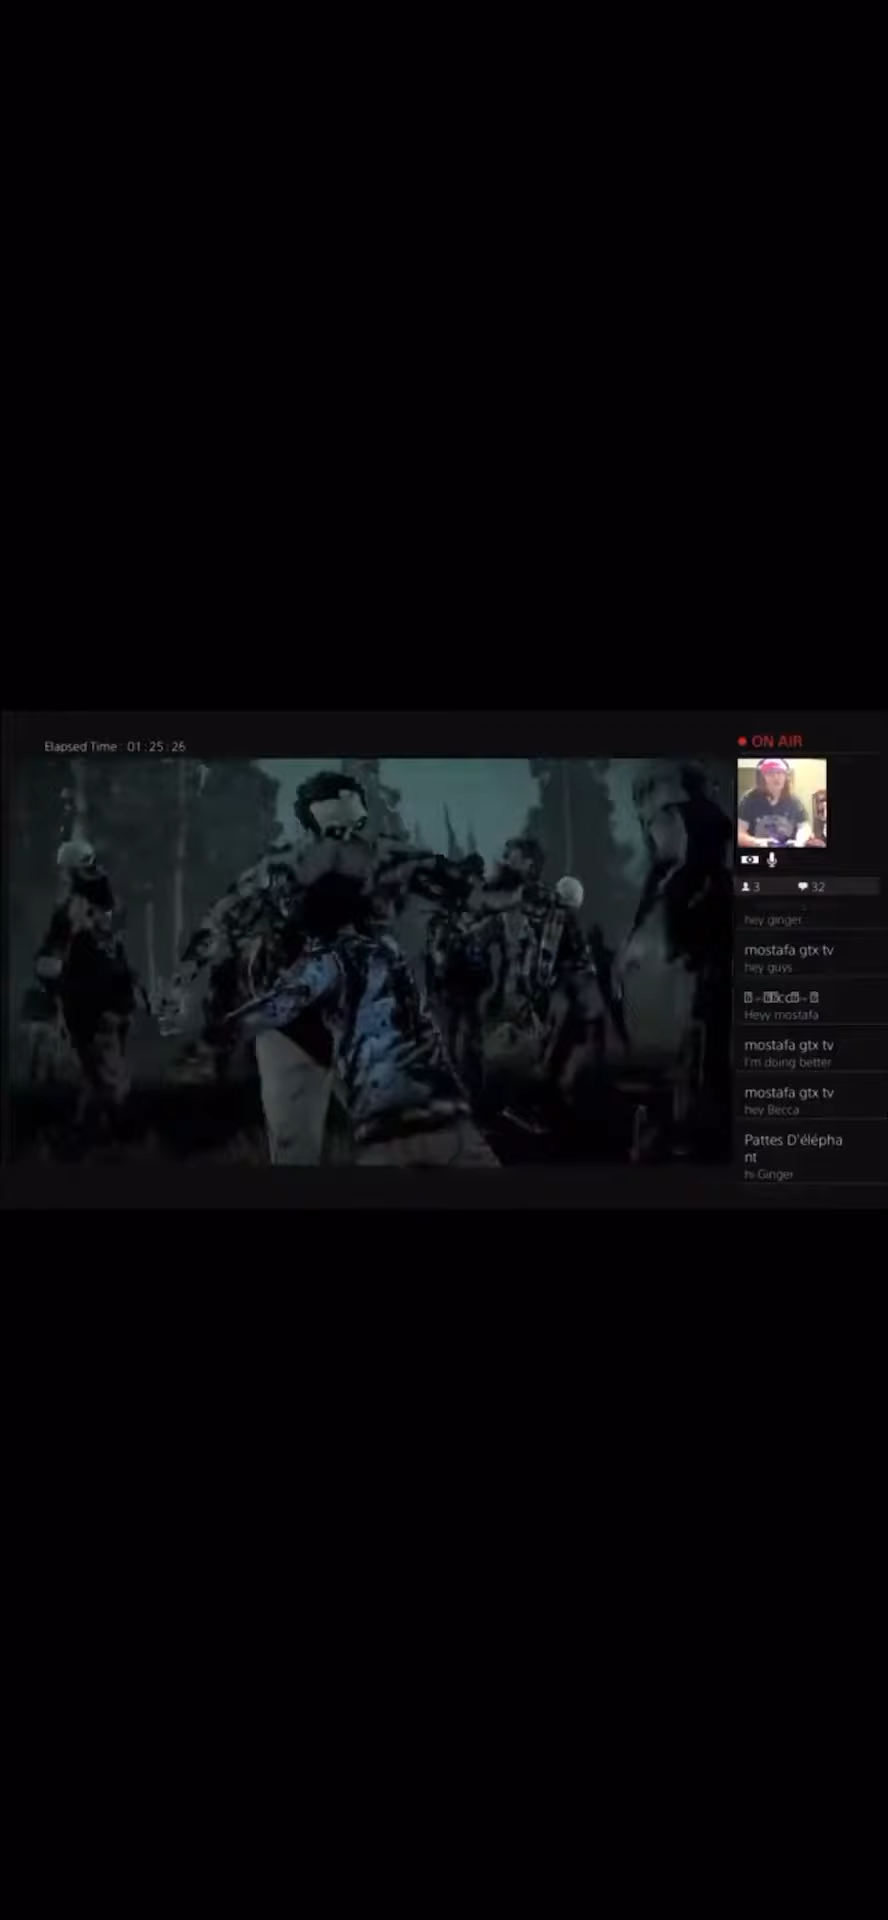 Elapsed Time : 01 : 25 : 26
ON AIR
3
32
hey ginger
mostafa gtx tv
hey guys
Heyy mostafa
mostafa gtx tv
I'm doing better
mostafa gtx tv
hey Becca
Pattes D'élépha
nt
hi Ginger